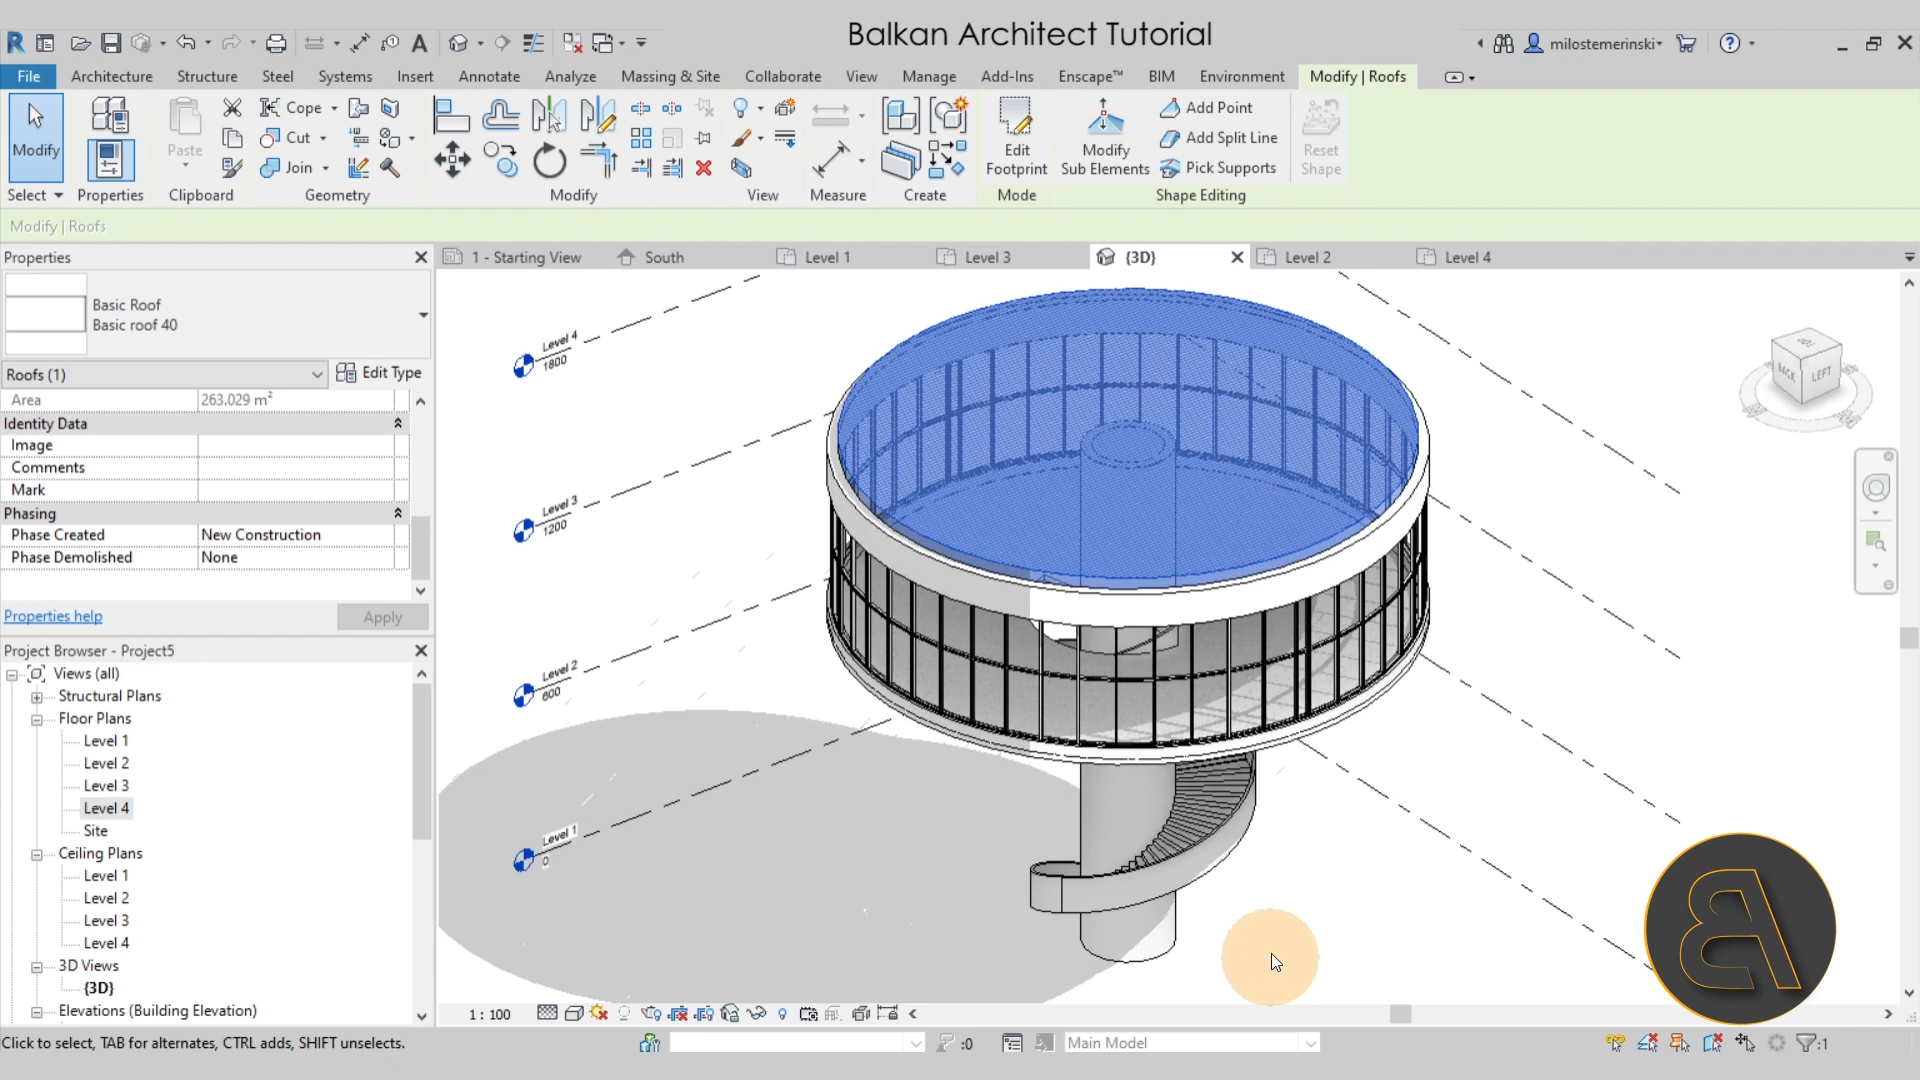 Balkan Architect Tutorial
milostemerinski
File Architecture Structure Steel Systems Insert Annotate Analyze Massing & Site Collaborate View Manage Add-Ins Enscape™ BIM Environment Modify | Roofs
Modify
Paste
Cope
Cut
Join
Edit
Footprint
Modify
Sub Elements
Add Point
Add Split Line
Pick Supports
Reset
Shape
Select Properties Clipboard Geometry Modify View Measure Create Mode Shape Editing
Modify | Roofs
Properties
1 - Starting View South Level 1 Level 3 {3D} Level 2 Level 4
Basic Roof
Basic roof 40
Roofs (1) Edit Type
Area 263.029 m²
Identity Data
Image
Comments
Mark
Phasing
Phase Created New Construction
Phase Demolished None
Properties help Apply
Project Browser - Project5
Views (all)
Structural Plans
Floor Plans
Level 1
Level 2
Level 3
Level 4
Site
Ceiling Plans
Level 1
Level 2
Level 3
Level 4
3D Views
{3D}
Elevations (Building Elevation)
Level 4
1800
Level 3
1200
Level 2
600
Level 1
0
BACK LEFT
1 : 100
Click to select, TAB for alternates, CTRL adds, SHIFT unselects.
:0
Main Model
:1